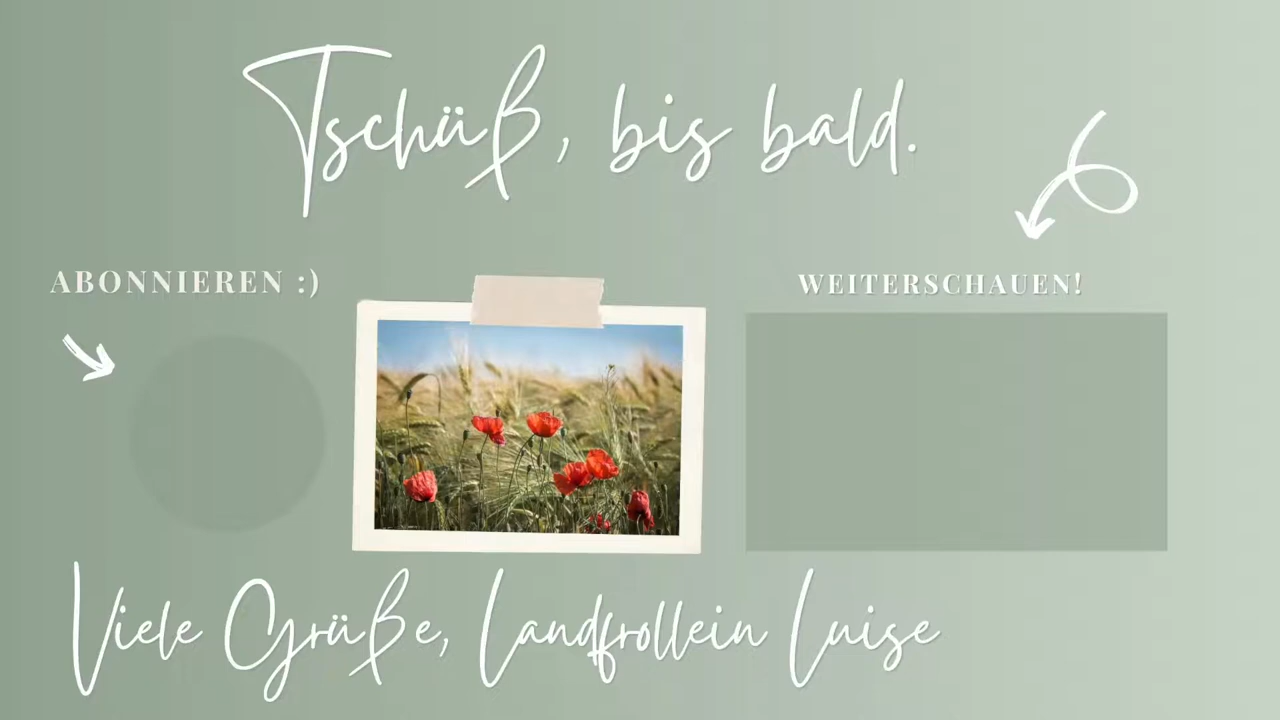 Tschüß, bis bald.
ABONNIEREN :)
WEITERSCHAUEN!
Viele Grüße, Landfrollein Luise